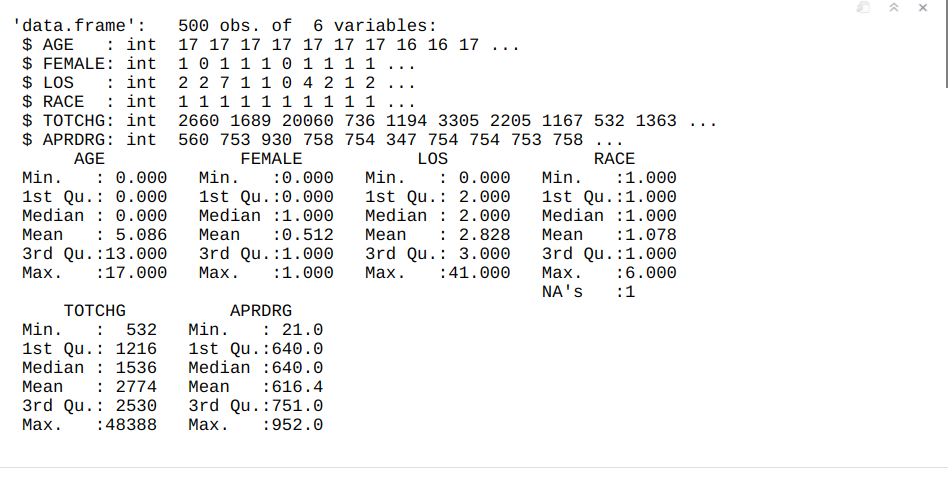 'data.frame':   500 obs. of  6 variables:
 $ AGE   : int  17 17 17 17 17 17 17 16 16 17 ...
 $ FEMALE: int  1 0 1 1 1 0 1 1 1 1 ...
 $ LOS   : int  2 2 7 1 1 0 4 2 1 2 ...
 $ RACE  : int  1 1 1 1 1 1 1 1 1 1 ...
 $ TOTCHG: int  2660 1689 20060 736 1194 3305 2205 1167 532 1363 ...
 $ APRDRG: int  560 753 930 758 754 347 754 754 753 758 ...
      AGE             FEMALE           LOS              RACE
 Min.   : 0.000   Min.   :0.000   Min.   : 0.000   Min.   :1.000
 1st Qu.: 0.000   1st Qu.:0.000   1st Qu.: 2.000   1st Qu.:1.000
 Median : 0.000   Median :1.000   Median : 2.000   Median :1.000
 Mean   : 5.086   Mean   :0.512   Mean   : 2.828   Mean   :1.078
 3rd Qu.:13.000   3rd Qu.:1.000   3rd Qu.: 3.000   3rd Qu.:1.000
 Max.   :17.000   Max.   :1.000   Max.   :41.000   Max.   :6.000
                                                   NA's   :1
     TOTCHG          APRDRG
 Min.   :  532   Min.   : 21.0
 1st Qu.: 1216   1st Qu.:640.0
 Median : 1536   Median :640.0
 Mean   : 2774   Mean   :616.4
 3rd Qu.: 2530   3rd Qu.:751.0
 Max.   :48388   Max.   :952.0